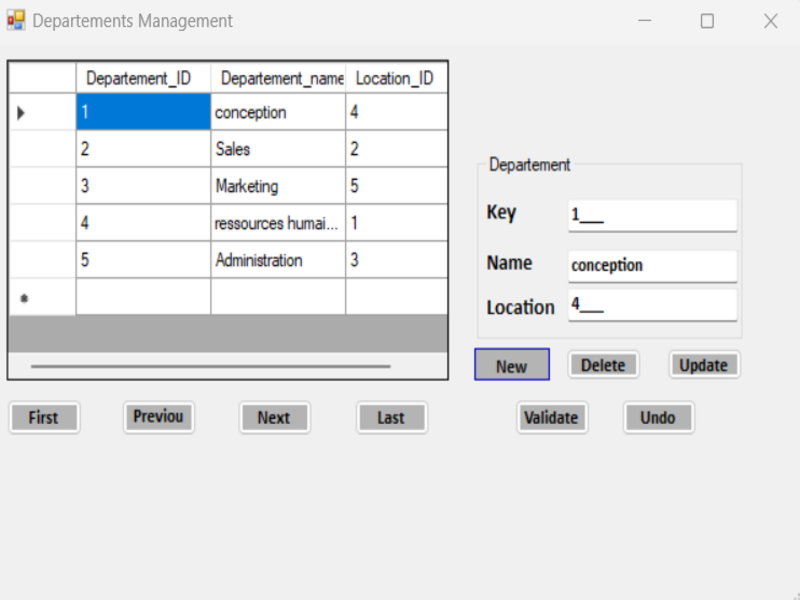 Departements Management
Departement_ID Departement_name Location_ID
1 conception 4
2 Sales 2
3 Marketing 5
4 ressources humai... 1
5 Administration 3
Departement
Key 1___
Name conception
Location 4___
New Delete Update
First Previou Next Last Validate Undo